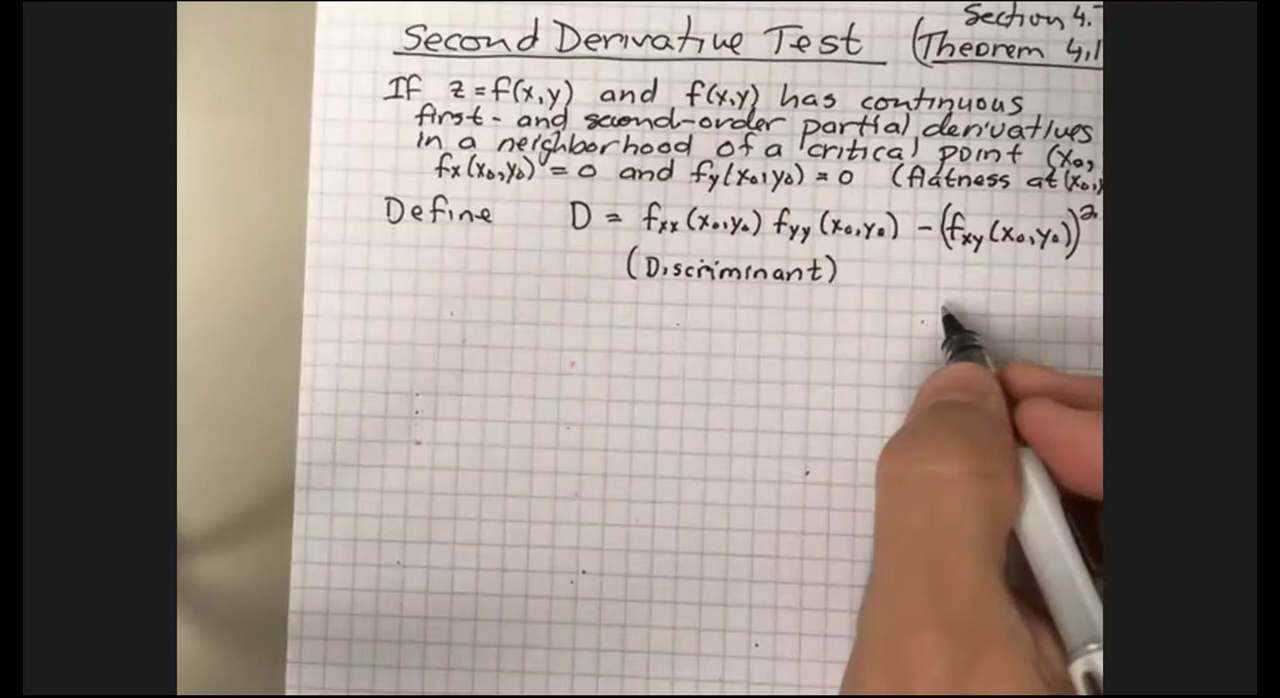 Section 4.
Second Derivative Test (Theorem 4.1
If z = f(x,y) and f(x,y) has continuous
first- and second-order partial derivatives
in a neighborhood of a critical point (x₀,
fx(x₀,y₀) = 0 and fy(x₀,y₀) = 0 (flatness at (x₀,
Define D = fxx(x₀,y₀) fyy(x₀,y₀) - (fxy(x₀,y₀))²
(Discriminant)